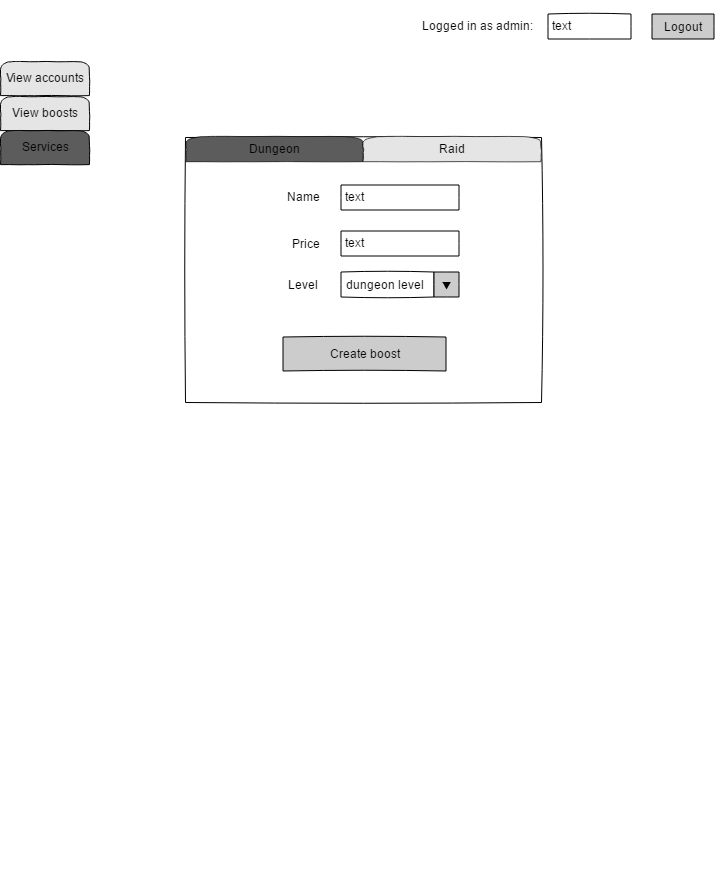 Logged in as admin: text Logout
View accounts
View boosts
Services
Dungeon Raid
Name text
Price text
Level dungeon level ▼
Create boost